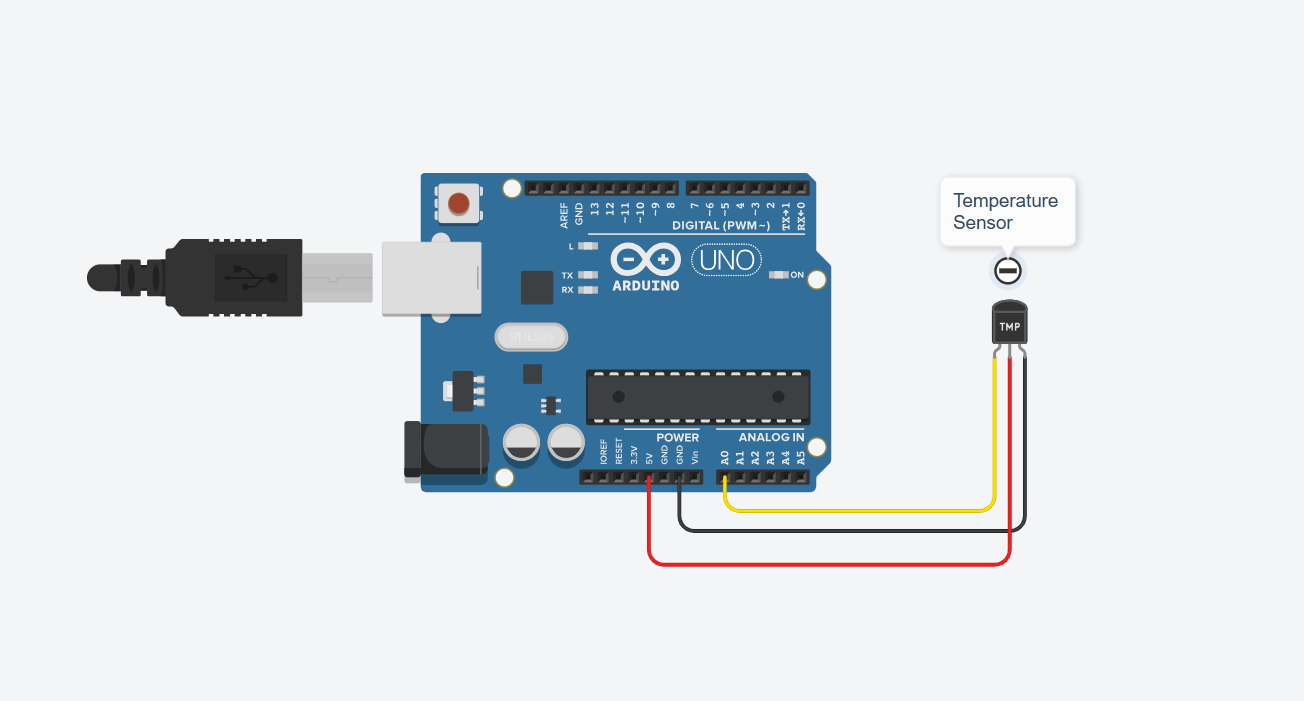 Temperature
Sensor
AREF
GND
13
12
~11
~10
~9
8
7
~6
~5
4
~3
2
TX→1
RX←0
DIGITAL (PWM~)
L
TX
RX
ARDUINO
UNO
ON
TMP
POWER
ANALOG IN
IOREF
RESET
3.3V
5V
GND
GND
Vin
A0
A1
A2
A3
A4
A5